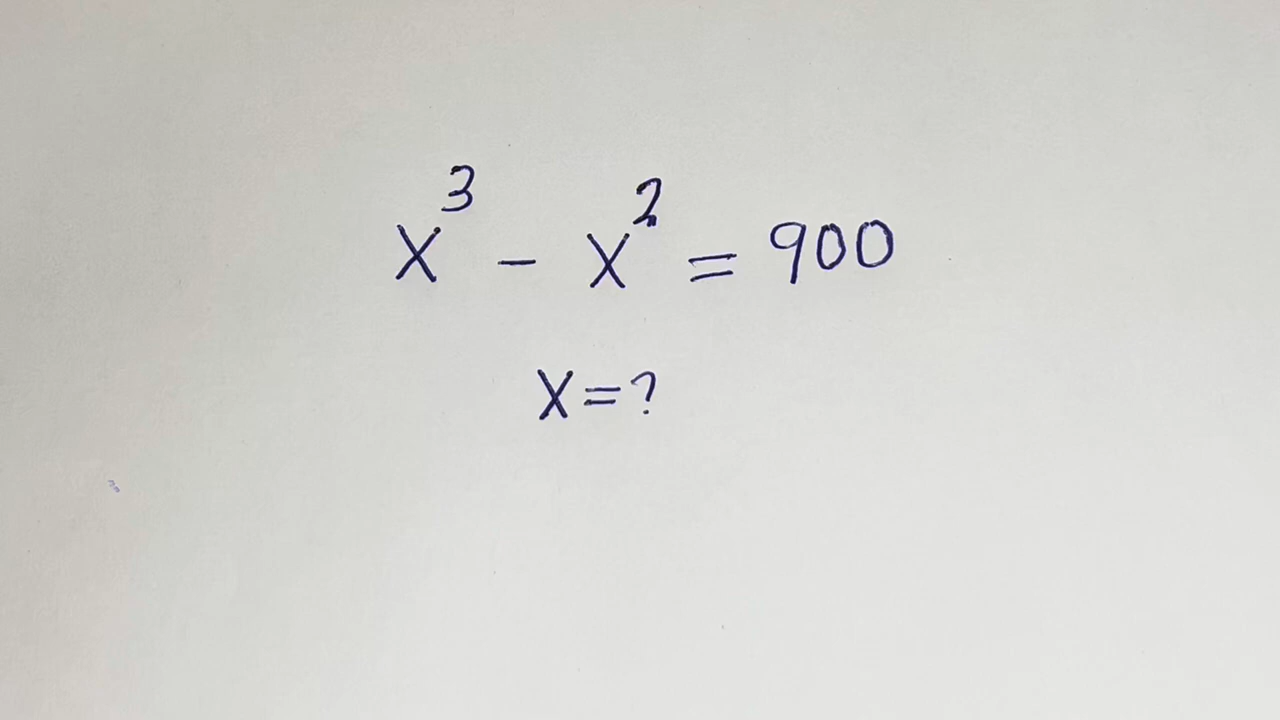 x³ - x² = 900
x = ?